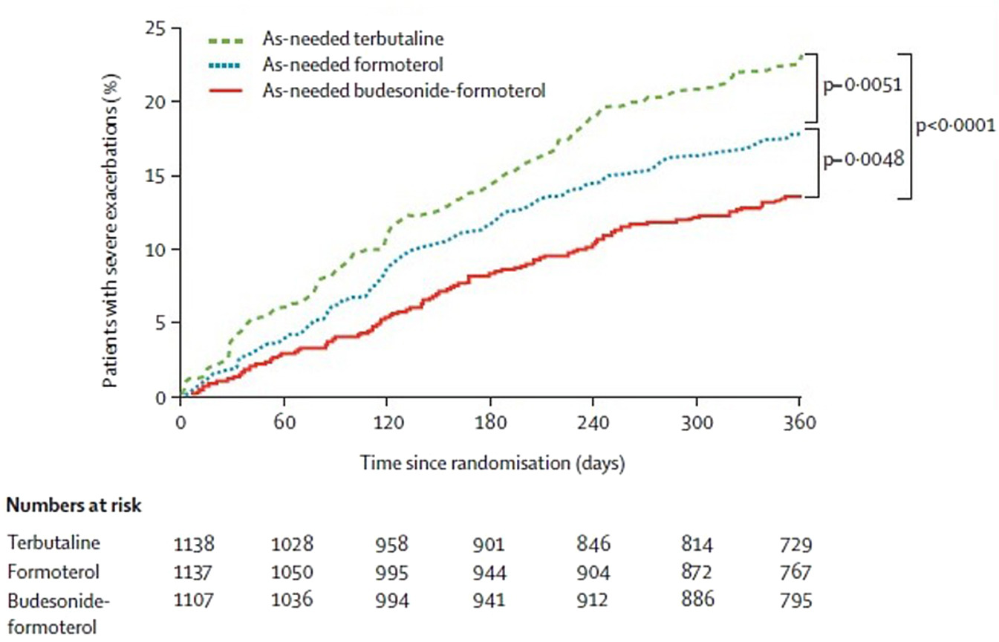 25
20
15
10
5
0
Patients with severe exacerbations (%)
As-needed terbutaline
As-needed formoterol
As-needed budesonide-formoterol
p–0·0051
p–0·0048
p<0·0001
0 60 120 180 240 300 360
Time since randomisation (days)
Numbers at risk
Terbutaline 1138 1028 958 901 846 814 729
Formoterol 1137 1050 995 944 904 872 767
Budesonide- 1107 1036 994 941 912 886 795
formoterol